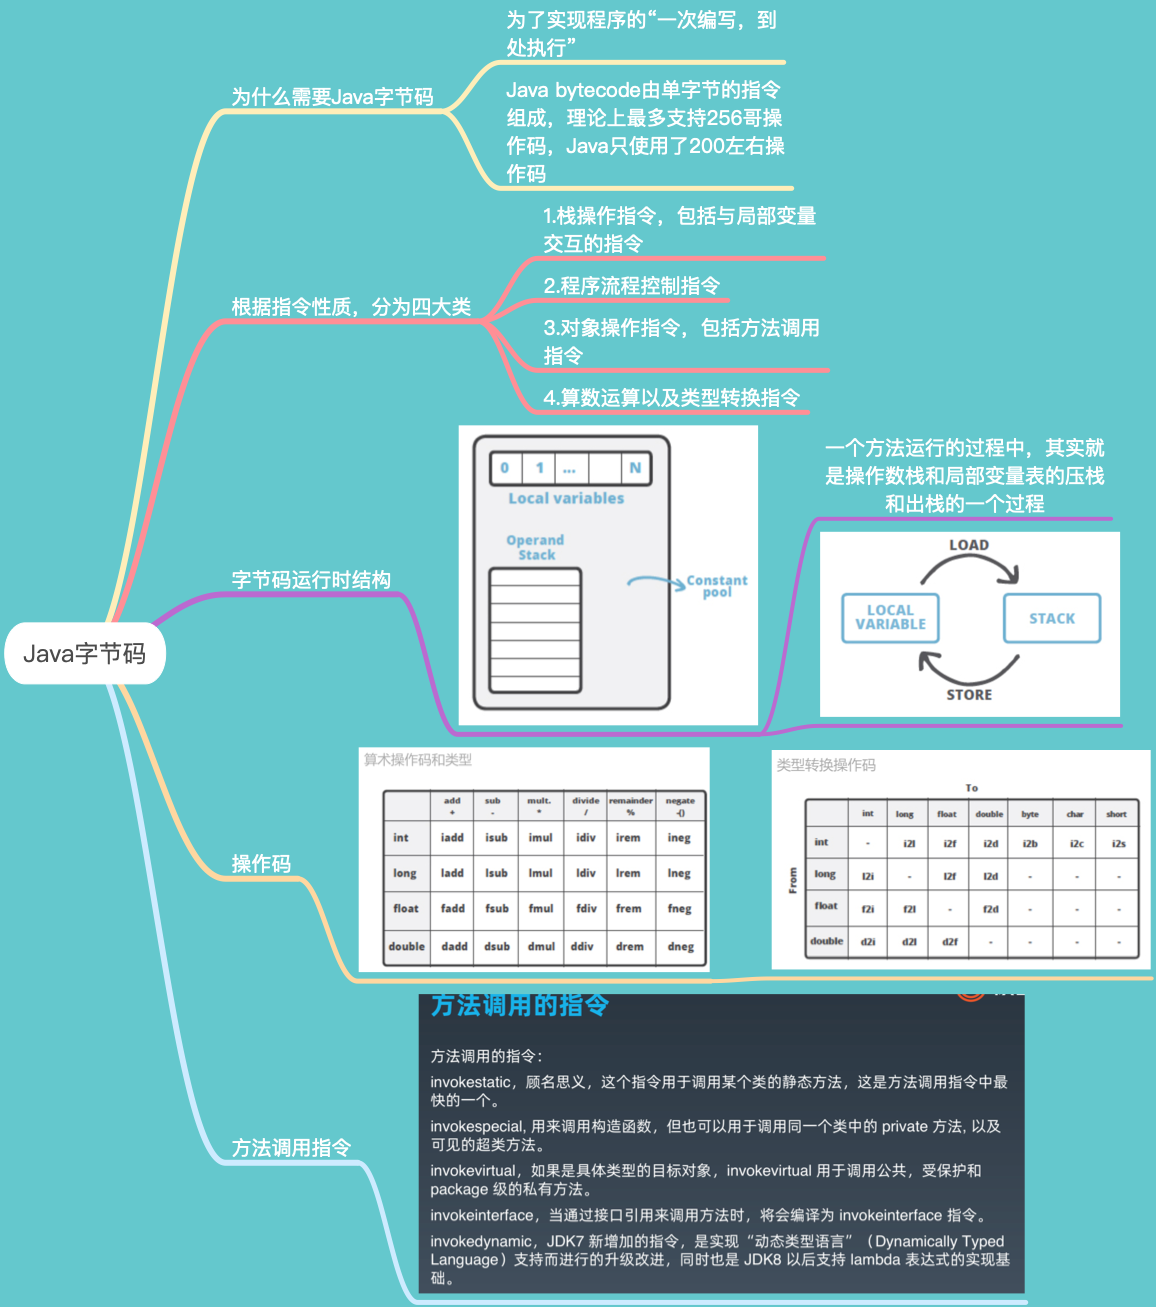 为了实现程序的“一次编写，到
处执行”
为什么需要Java字节码
Java bytecode由单字节的指令
组成，理论上最多支持256哥操
作码，Java只使用了200左右操
作码
1.栈操作指令，包括与局部变量
交互的指令
根据指令性质，分为四大类
2.程序流程控制指令
3.对象操作指令，包括方法调用
指令
4.算数运算以及类型转换指令
0 1 ... N
Local variables
Operand
Stack
Constant
pool
一个方法运行的过程中，其实就
是操作数栈和局部变量表的压栈
和出栈的一个过程
LOAD
LOCAL
VARIABLE
STACK
STORE
字节码运行时结构
Java字节码
算术操作码和类型
add sub mult. divide remainder negate
+ - * / % -()
int iadd isub imul idiv irem ineg
long ladd lsub lmul ldiv lrem lneg
float fadd fsub fmul fdiv frem fneg
double dadd dsub dmul ddiv drem dneg
类型转换操作码
To
int long float double byte char short
From
int - i2l i2f i2d i2b i2c i2s
long l2i - l2f l2d - - -
float f2i f2l - f2d - - -
double d2i d2l d2f - - - -
操作码
方法调用的指令
方法调用的指令：
invokestatic，顾名思义，这个指令用于调用某个类的静态方法，这是方法调用指令中最
快的一个。
invokespecial, 用来调用构造函数，但也可以用于调用同一个类中的 private 方法, 以及
可见的超类方法。
invokevirtual，如果是具体类型的目标对象，invokevirtual 用于调用公共，受保护和
package 级的私有方法。
invokeinterface，当通过接口引用来调用方法时，将会编译为 invokeinterface 指令。
invokedynamic，JDK7 新增加的指令，是实现“动态类型语言”（Dynamically Typed
Language）支持而进行的升级改进，同时也是 JDK8 以后支持 lambda 表达式的实现基
础。
方法调用指令